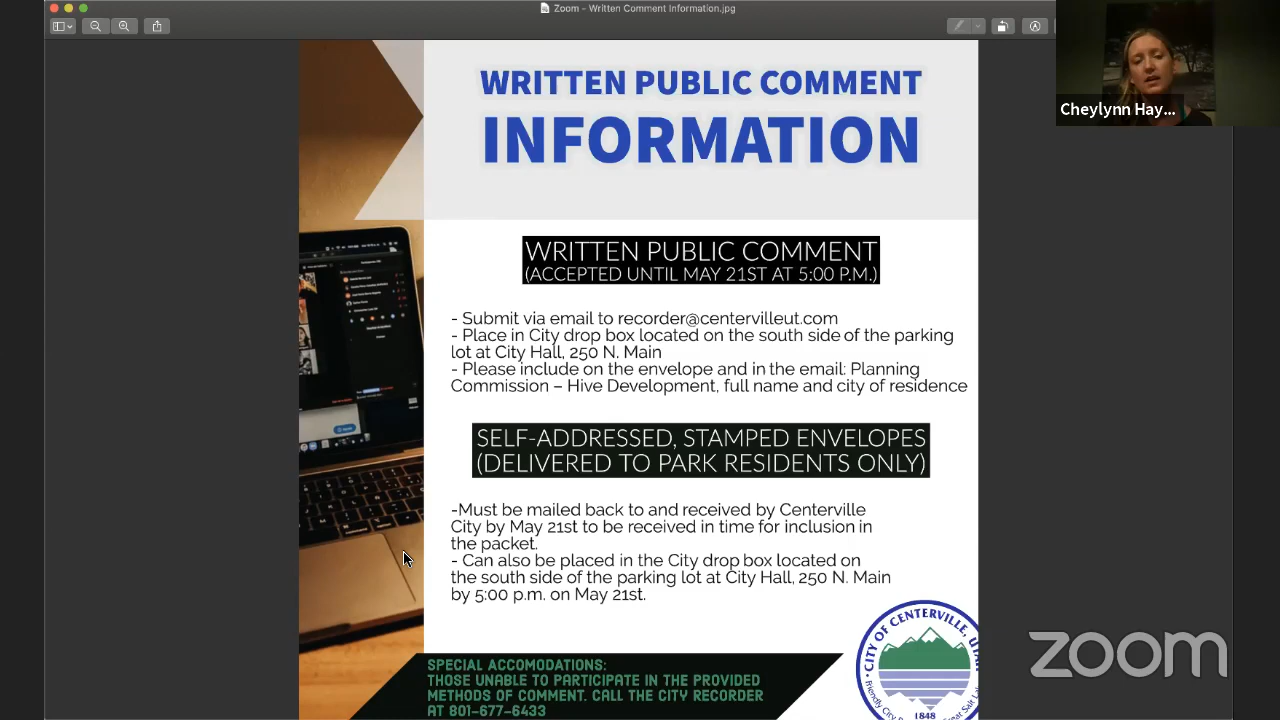 Zoom - Written Comment Information.jpg
Cheylynn Hay...
WRITTEN PUBLIC COMMENT
INFORMATION
WRITTEN PUBLIC COMMENT
(ACCEPTED UNTIL MAY 21ST AT 5:00 P.M.)
- Submit via email to recorder@centervilleut.com
- Place in City drop box located on the south side of the parking
lot at City Hall, 250 N. Main
- Please include on the envelope and in the email: Planning
Commission – Hive Development, full name and city of residence
SELF-ADDRESSED, STAMPED ENVELOPES
(DELIVERED TO PARK RESIDENTS ONLY)
-Must be mailed back to and received by Centerville
City by May 21st to be received in time for inclusion in
the packet.
- Can also be placed in the City drop box located on
the south side of the parking lot at City Hall, 250 N. Main
by 5:00 p.m. on May 21st.
SPECIAL ACCOMODATIONS:
THOSE UNABLE TO PARTICIPATE IN THE PROVIDED
METHODS OF COMMENT. CALL THE CITY RECORDER
AT 801-677-6433
CITY OF CENTERVILLE, UTAH
Friendly City
1848
zoom